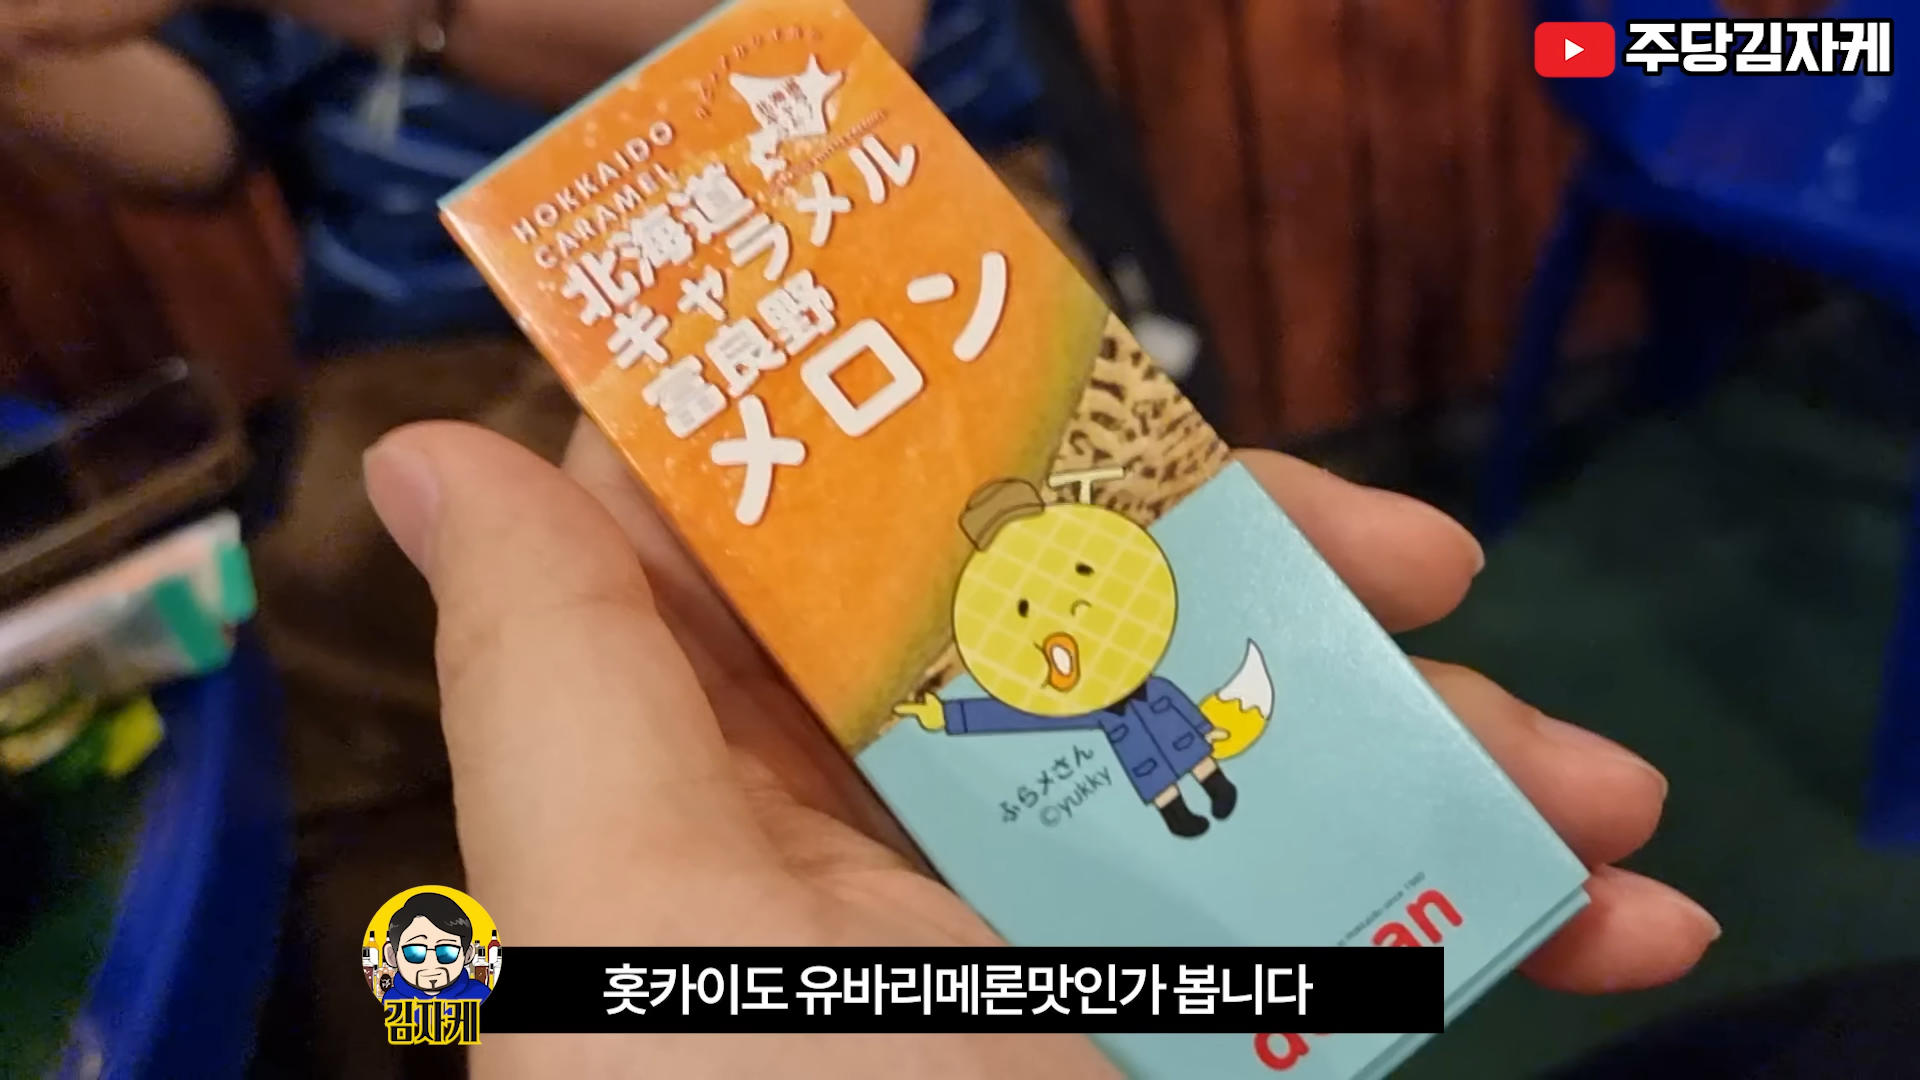 주당김자케
HOKKAIDO
CARAMEL
北海道
キャラメル
富良野
メロン
ふらメさん
©yukky
김자케
홋카이도 유바리메론맛인가 봅니다